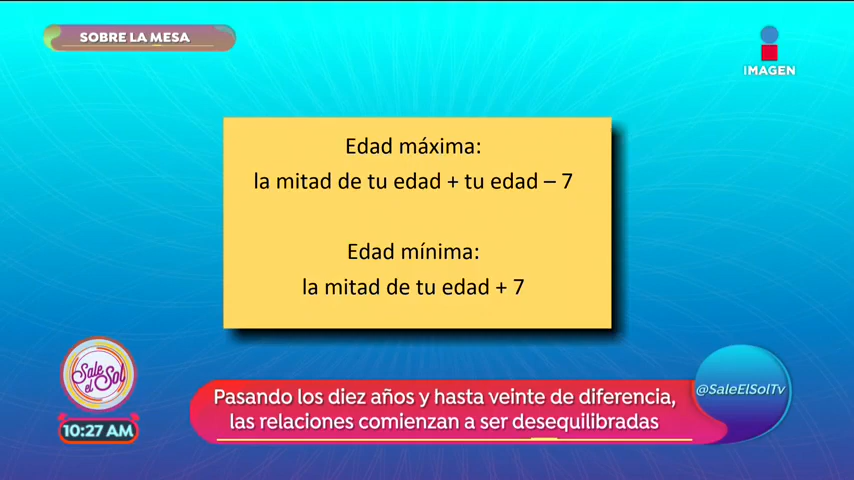 SOBRE LA MESA
IMAGEN
Edad máxima:
la mitad de tu edad + tu edad – 7
Edad mínima:
la mitad de tu edad + 7
Sale el Sol
10:27 AM
Pasando los diez años y hasta veinte de diferencia,
las relaciones comienzan a ser desequilibradas
@SaleElSolTv